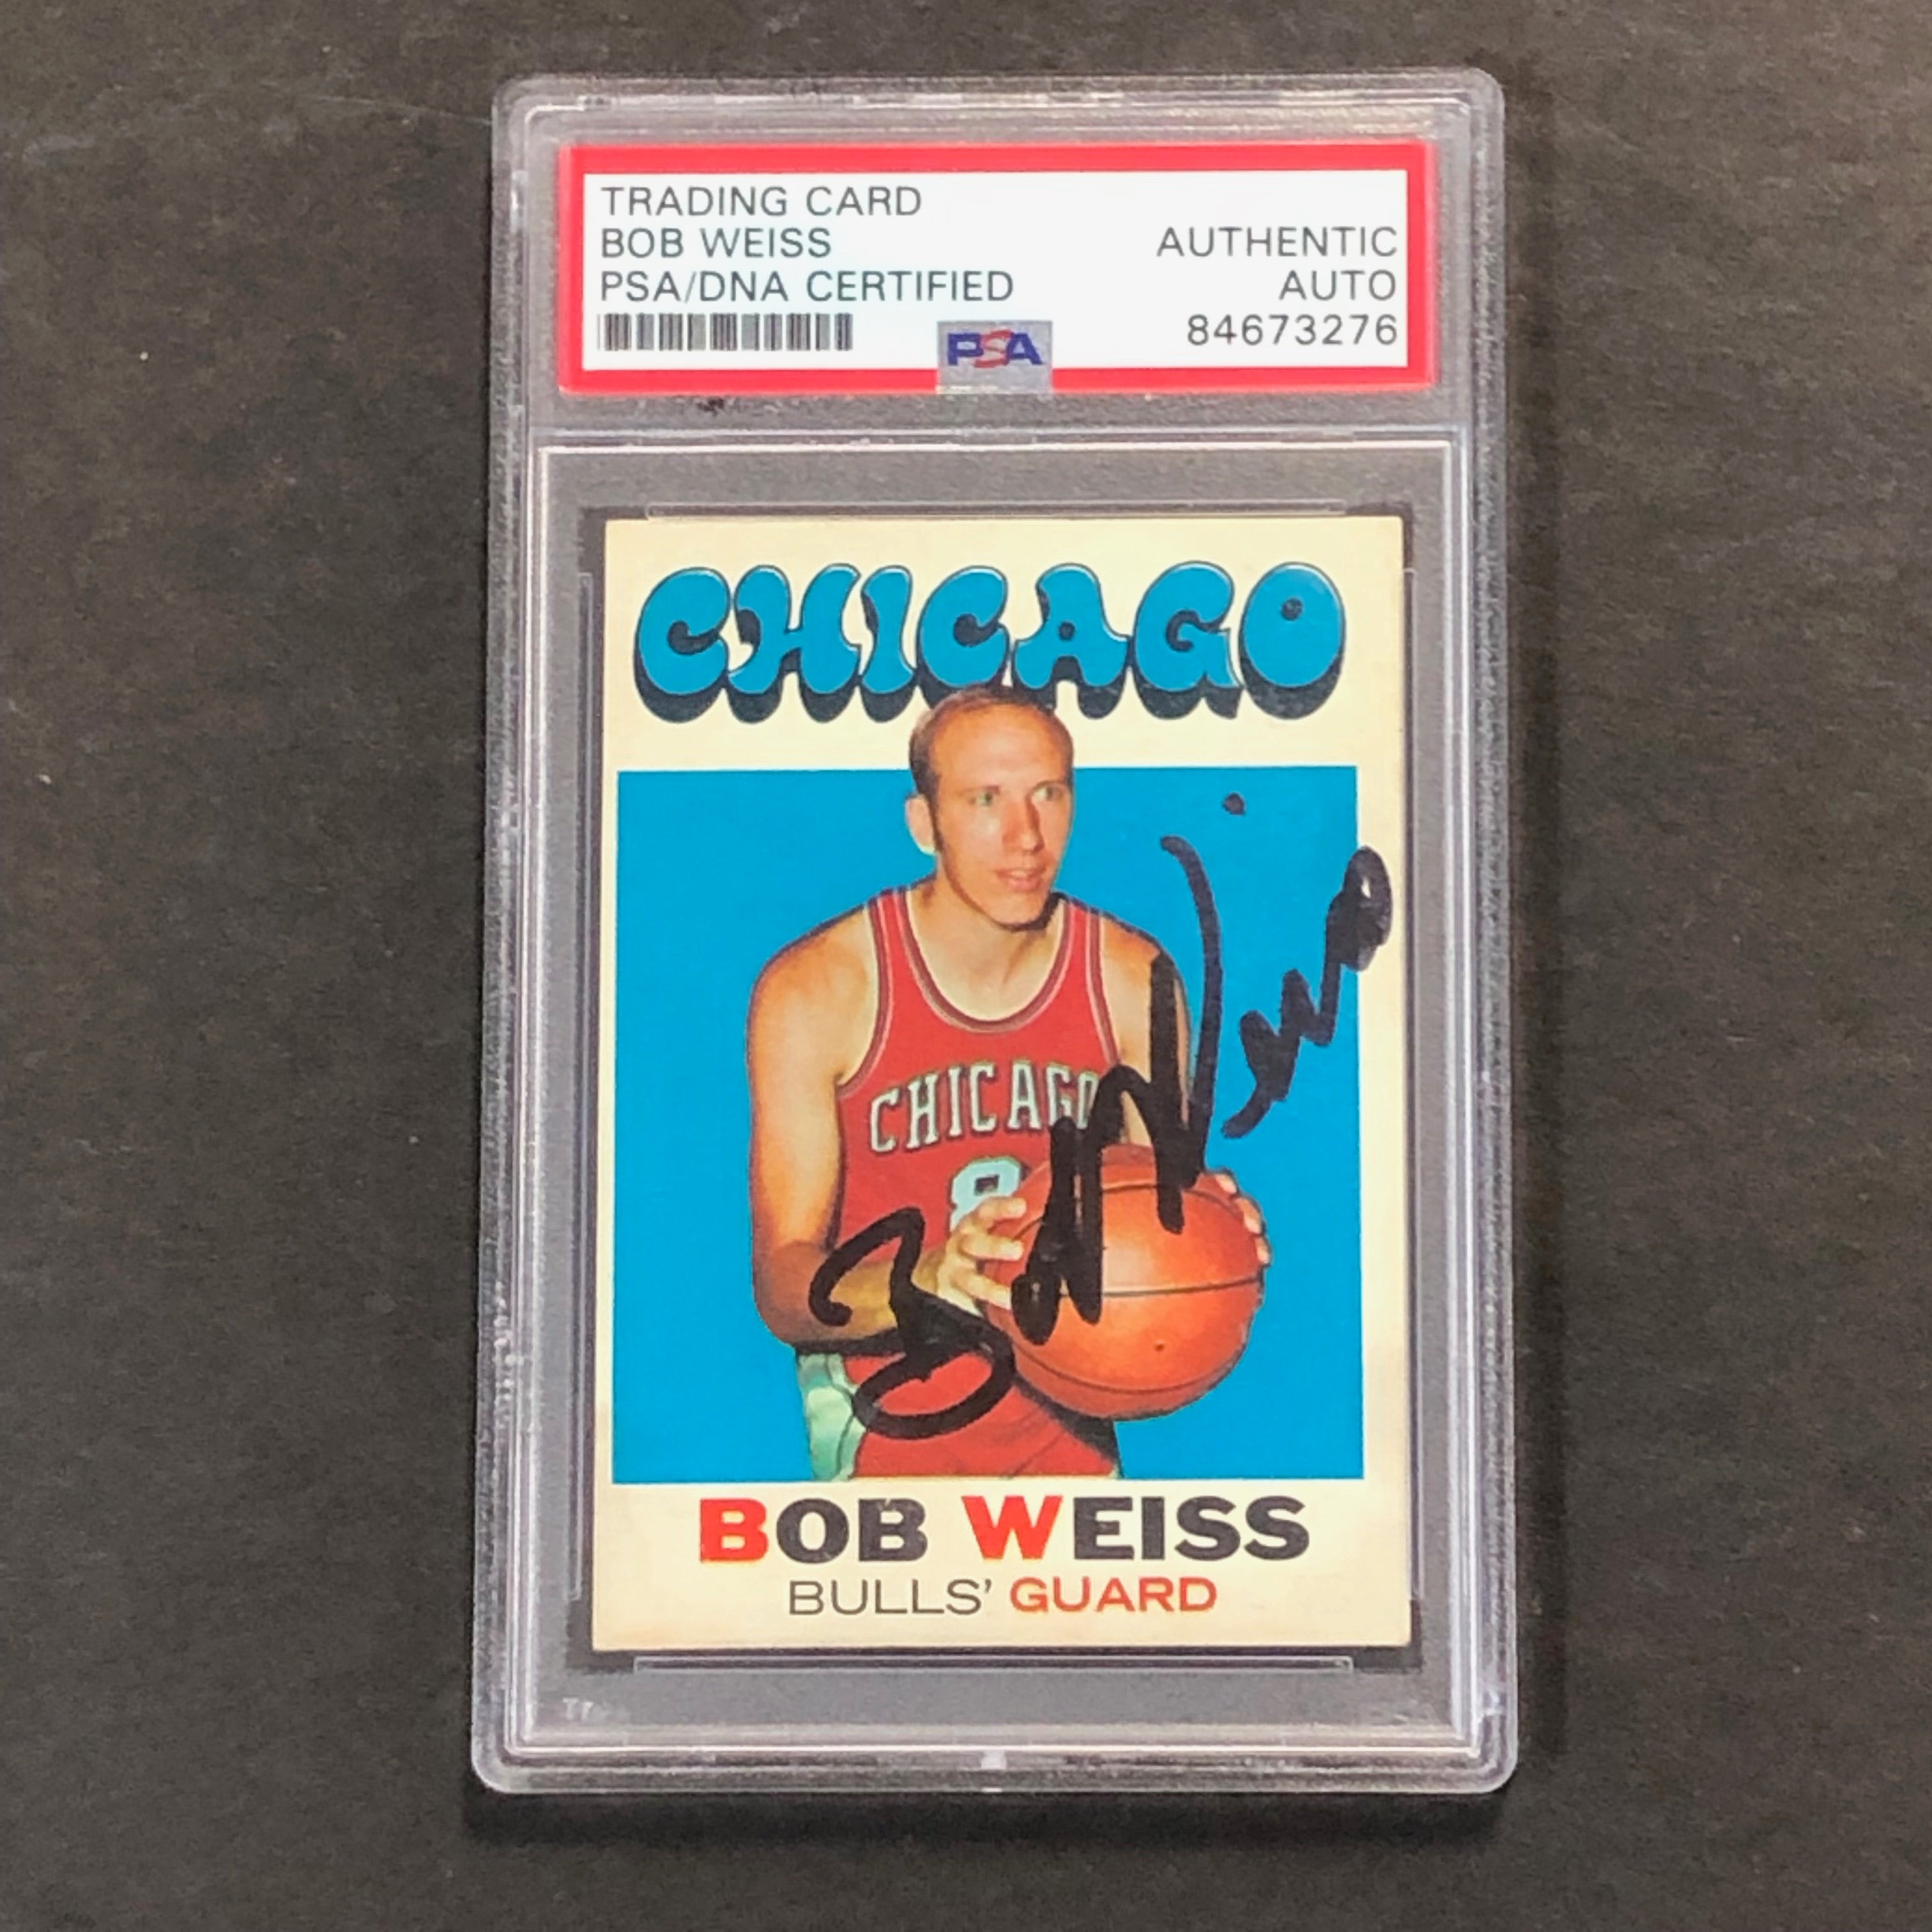 TRADING CARD
BOB WEISS
AUTHENTIC
PSA/DNA CERTIFIED
AUTO
84673276
PSA
CHICAGO
CHICAGO
8
Bob Weiss
BOB WEISS
BULLS' GUARD